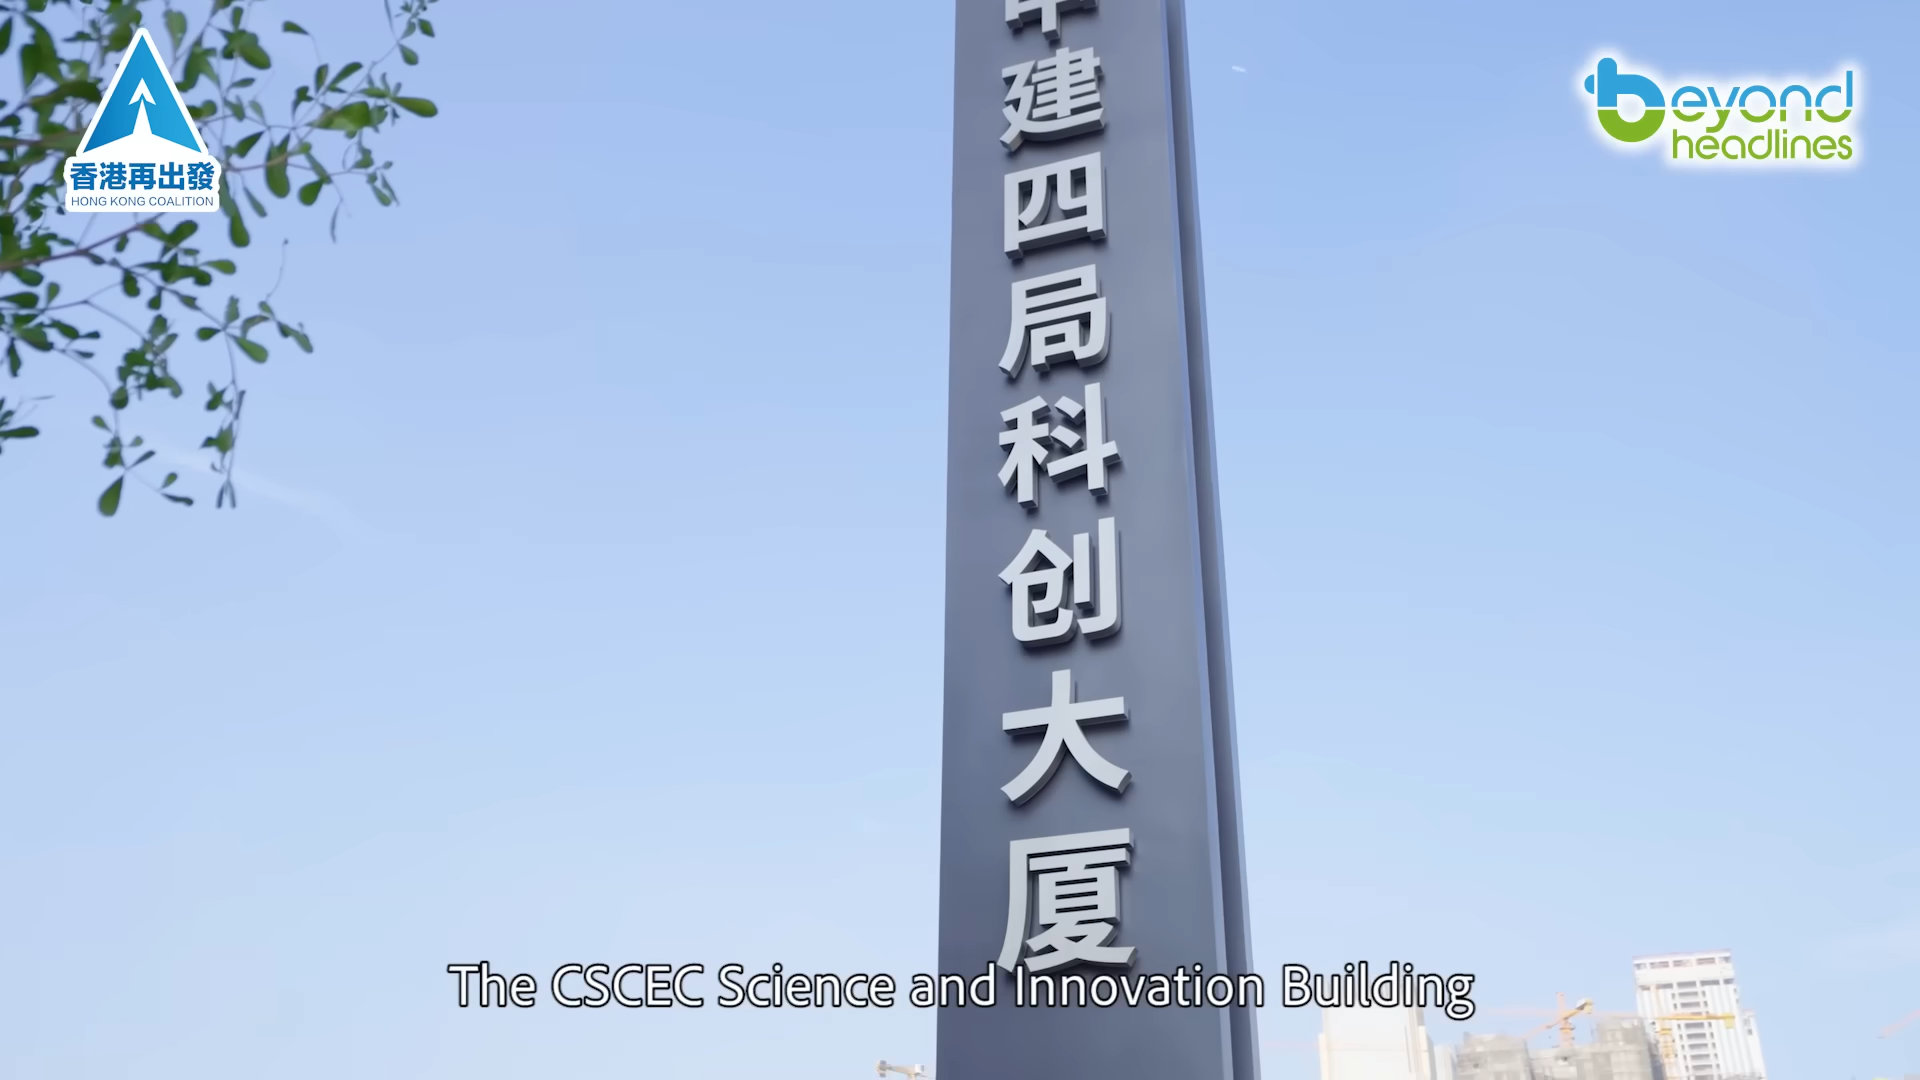 香港再出發
HONG KONG COALITION
beyond
headlines
中建四局科创大厦
The CSCEC Science and Innovation Building